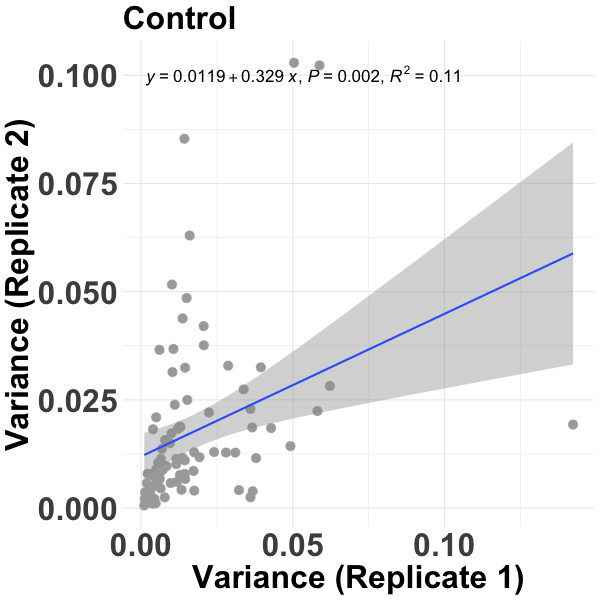 Control
y = 0.0119 + 0.329 x, P = 0.002, R² = 0.11
Variance (Replicate 2)
0.100
0.075
0.050
0.025
0.000
0.00 0.05 0.10
Variance (Replicate 1)